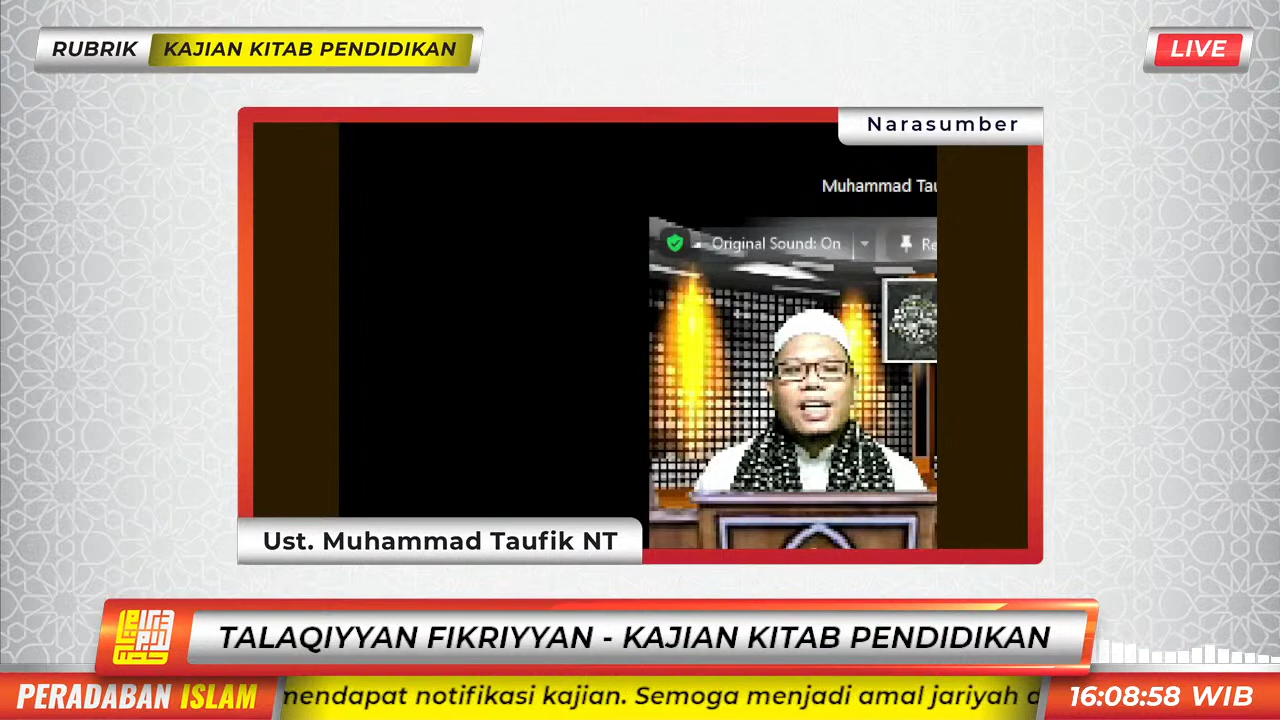 RUBRIK KAJIAN KITAB PENDIDIKAN
LIVE
Narasumber
Muhammad Tau
Original Sound: On
Re
Ust. Muhammad Taufik NT
TALAQIYYAN FIKRIYYAN - KAJIAN KITAB PENDIDIKAN
PERADABAN ISLAM
mendapat notifikasi kajian. Semoga menjadi amal jariyah
16:08:58 WIB